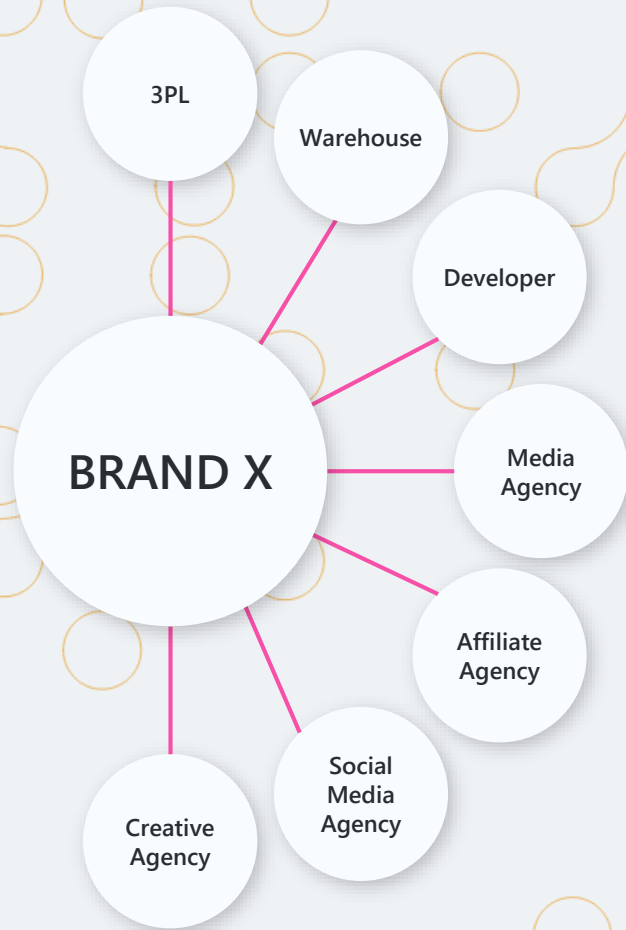 3PL
Warehouse
Developer
BRAND X
Media
Agency
Affiliate
Agency
Social
Media
Agency
Creative
Agency